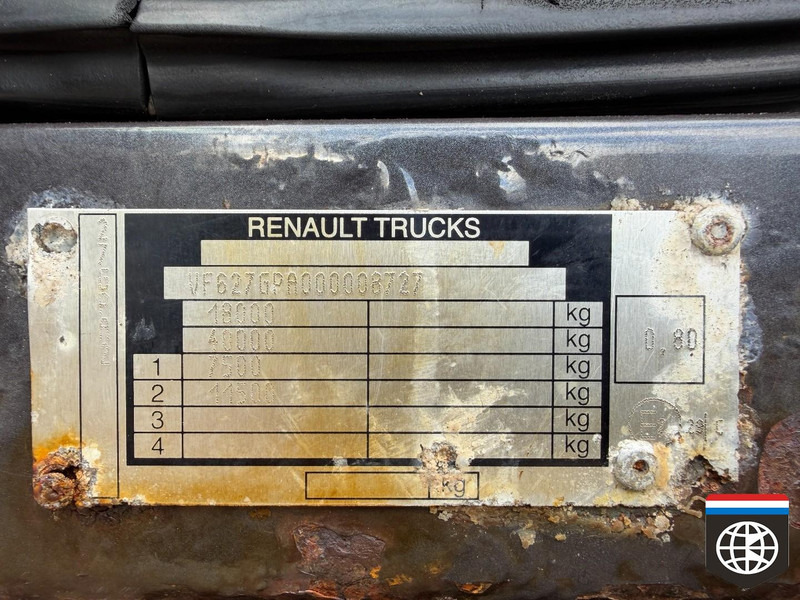 RENAULT TRUCKS
VF627GPA000008727
18000 kg
kg
1 7500 kg
2 11500 kg
3 kg
4 kg
kg
0,80